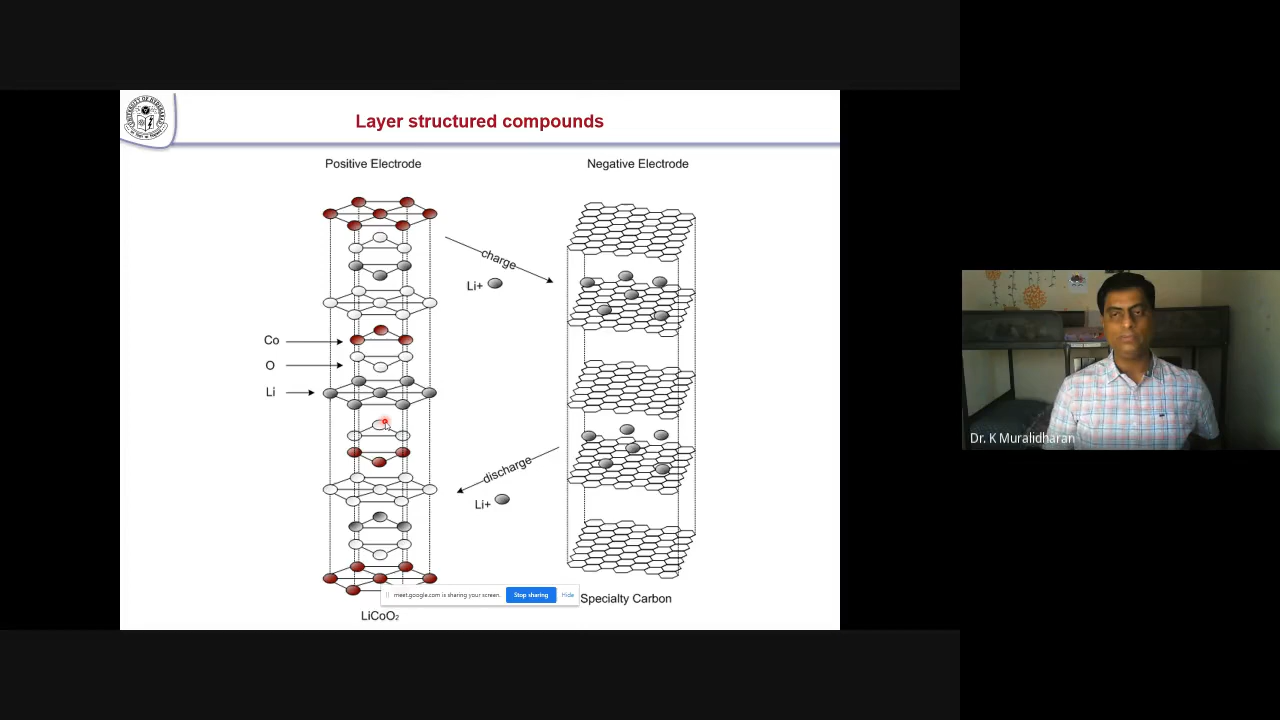 Layer structured compounds
Positive Electrode
Negative Electrode
charge
Li+
Co
O
Li
discharge
Li+
meet.google.com is sharing your screen.
Stop sharing
Hide
Specialty Carbon
LiCoO₂
Dr. K Muralidharan